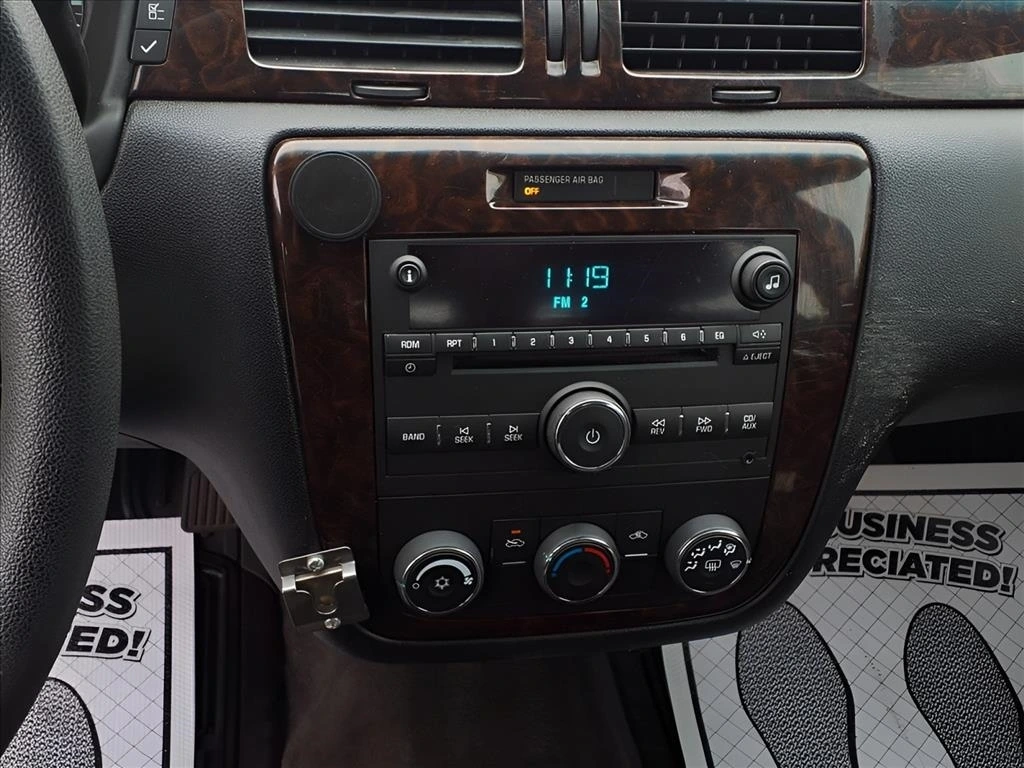 PASSENGER AIR BAG
OFF
i
11:19
FM 2
RDM RPT 1 2 3 4 5 6 EQ
EJECT
BAND SEEK SEEK REV FWD CD/
AUX
USINESS
RECIATED!
SS
ED!